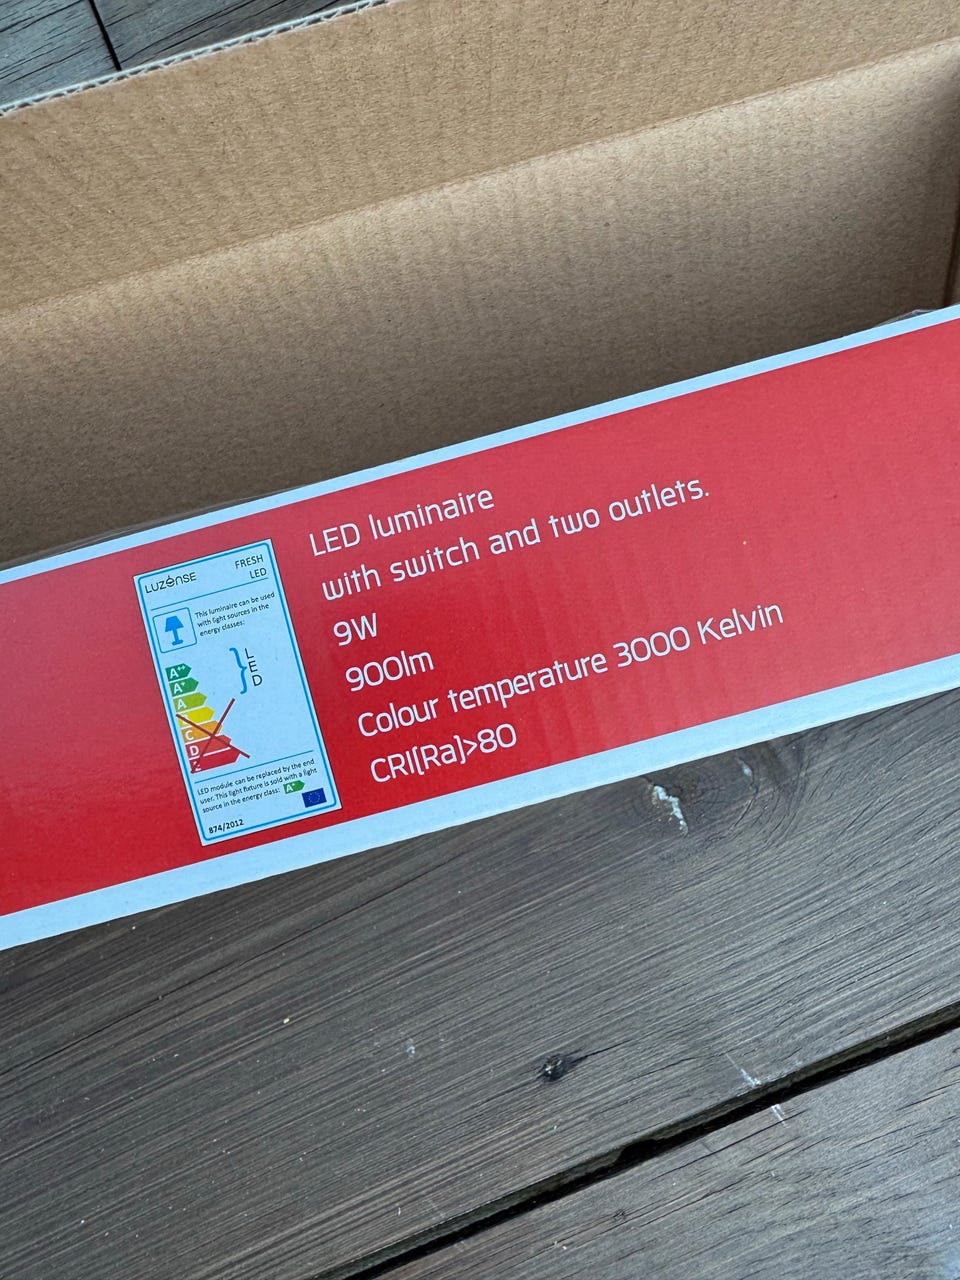 LED luminaire
with switch and two outlets.
9W
900lm
Colour temperature 3000 Kelvin
CRI(Ra)>80
LUZENSE
FRESH
LED
This luminaire can be used
with light sources in the
energy classes:
A++
A+
A
C
D
L
E
D
LED module can be replaced by the end
user. This light fixture is sold with a light
source in the energy class: A+
874/2012